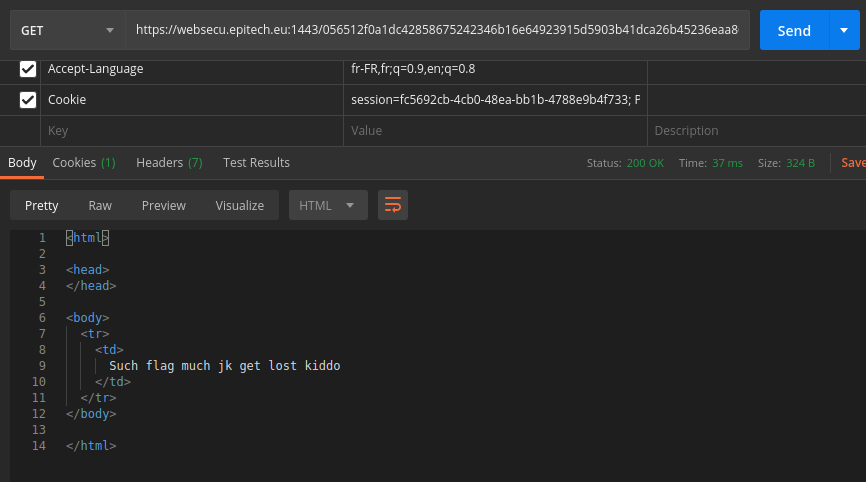 GET https://websecu.epitech.eu:1443/056512f0a1dc42858675242346b16e64923915d5903b41dca26b45236eaa8 Send
Accept-Language fr-FR,fr;q=0.9,en;q=0.8
Cookie session=fc5692cb-4cb0-48ea-bb1b-4788e9b4f733; F
Key Value Description
Body Cookies (1) Headers (7) Test Results Status: 200 OK Time: 37 ms Size: 324 B Save
Pretty Raw Preview Visualize HTML
1 <html>
2
3 <head>
4 </head>
5
6 <body>
7 <tr>
8 <td>
9 Such flag much jk get lost kiddo
10 </td>
11 </tr>
12 </body>
13
14 </html>